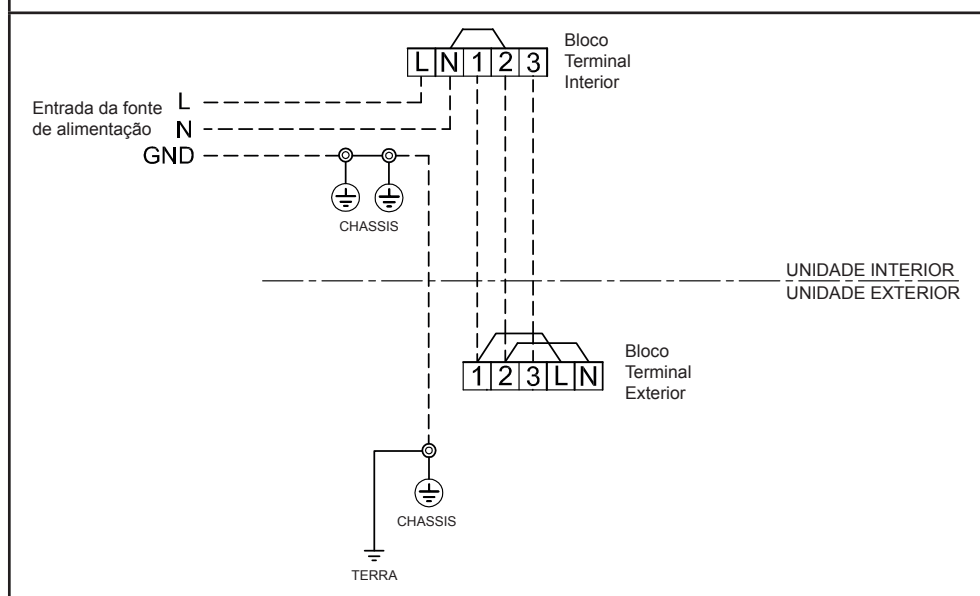 Bloco
Terminal
Interior
L N 1 2 3
Entrada da fonte
de alimentação
L
N
GND
CHASSIS
UNIDADE INTERIOR
UNIDADE EXTERIOR
Bloco
Terminal
Exterior
1 2 3 L N
CHASSIS
TERRA